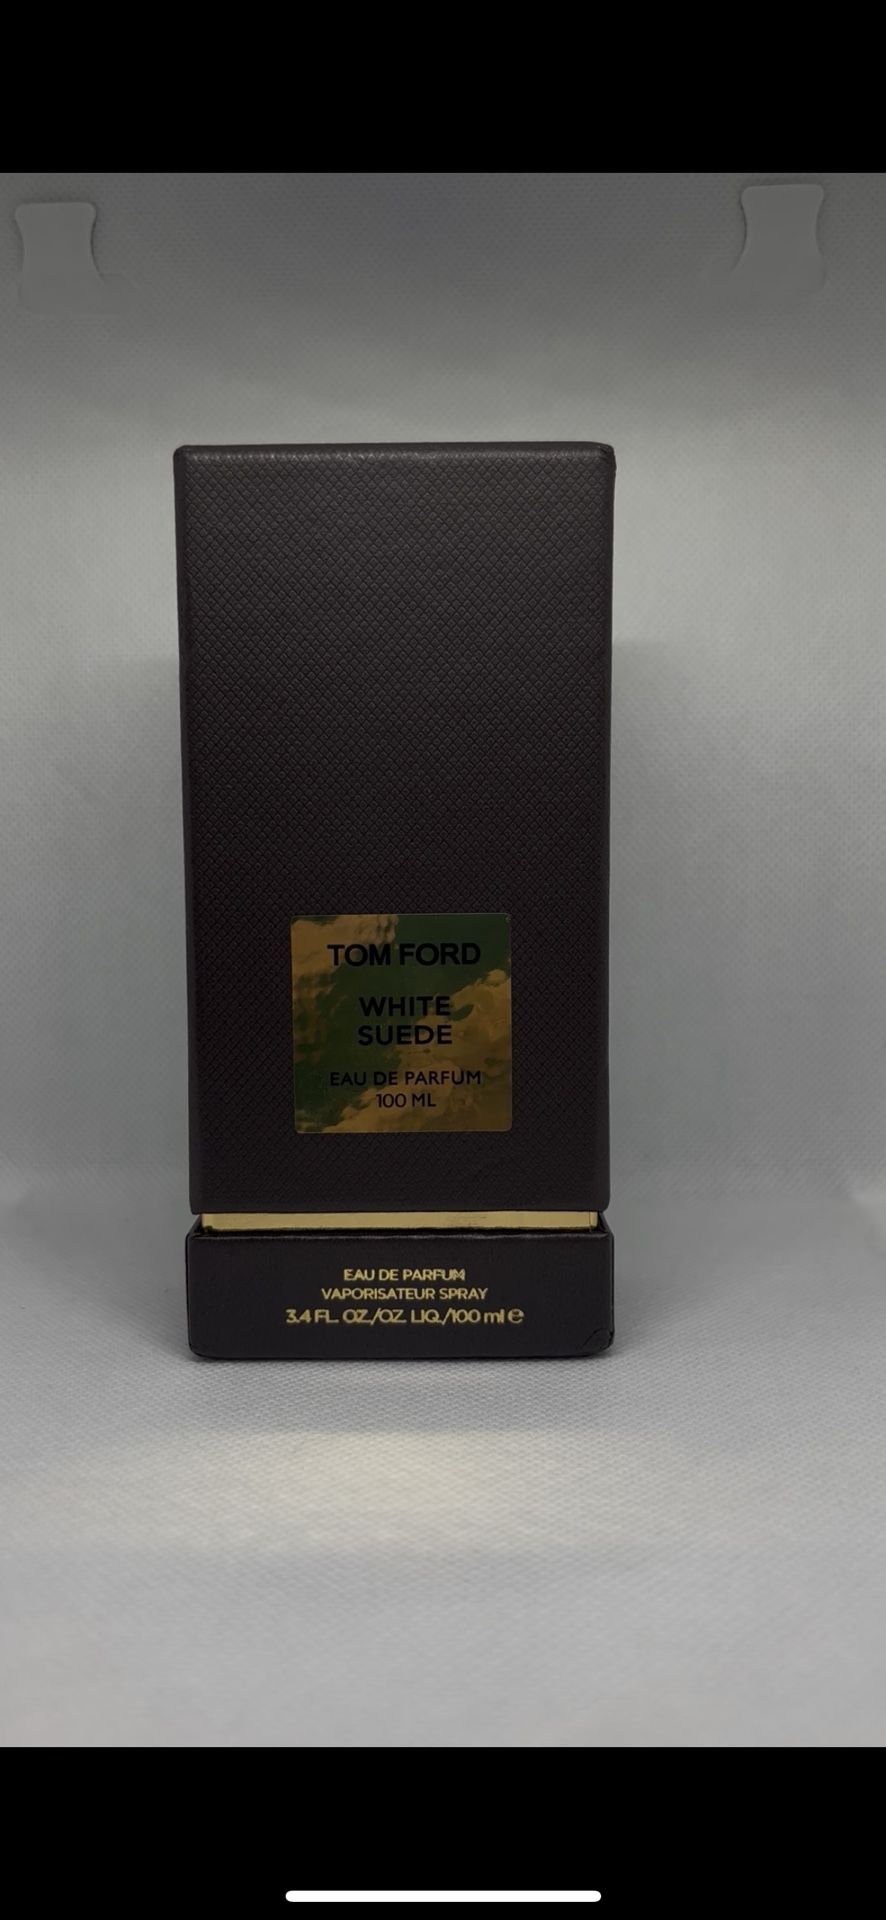 TOM FORD
WHITE
SUEDE
EAU DE PARFUM
100 ML
EAU DE PARFUM
VAPORISATEUR SPRAY
3.4 FL. OZ./OZ. LIQ./100 ml ℮